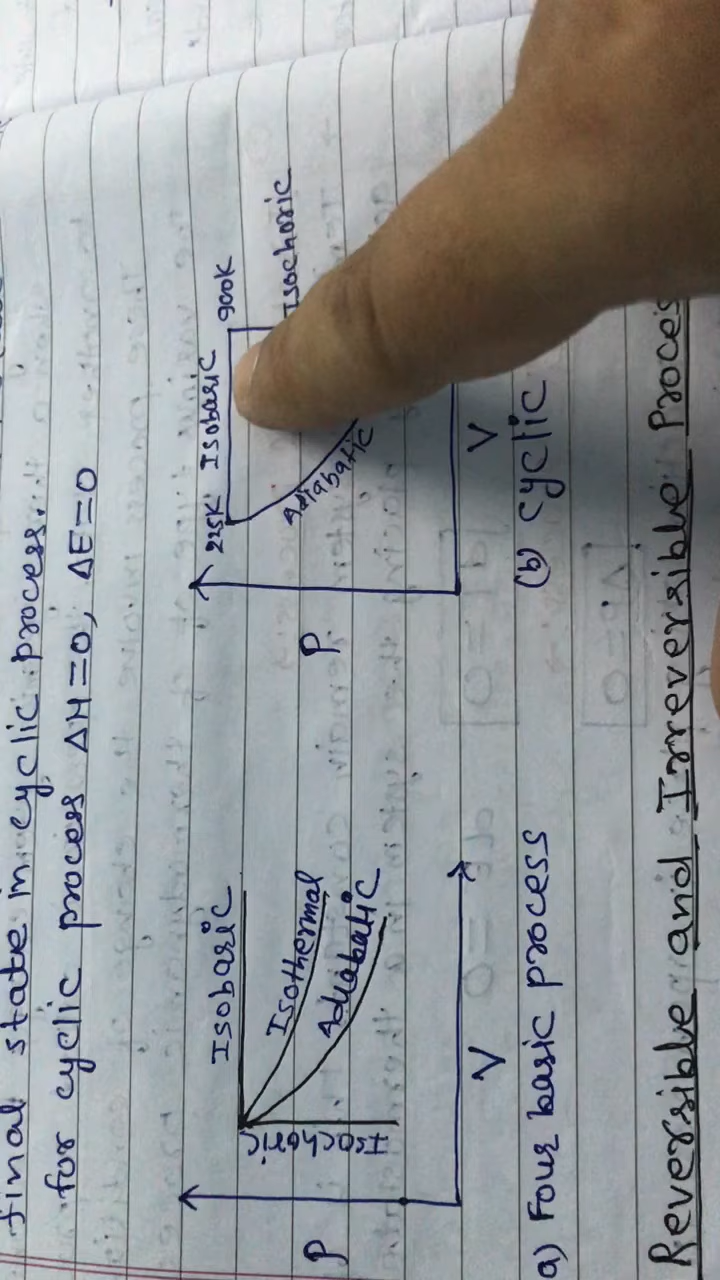 final state in cyclic process.
for cyclic process ΔH=0, ΔE=0
P
Isobaric
Isothermal
Adiabatic
Isochoric
V
a) Four basic process
P
225K Isobaric 900K
Adiabatic
Isochoric
V
(b) cyclic
Reversible and Irreversible Proces